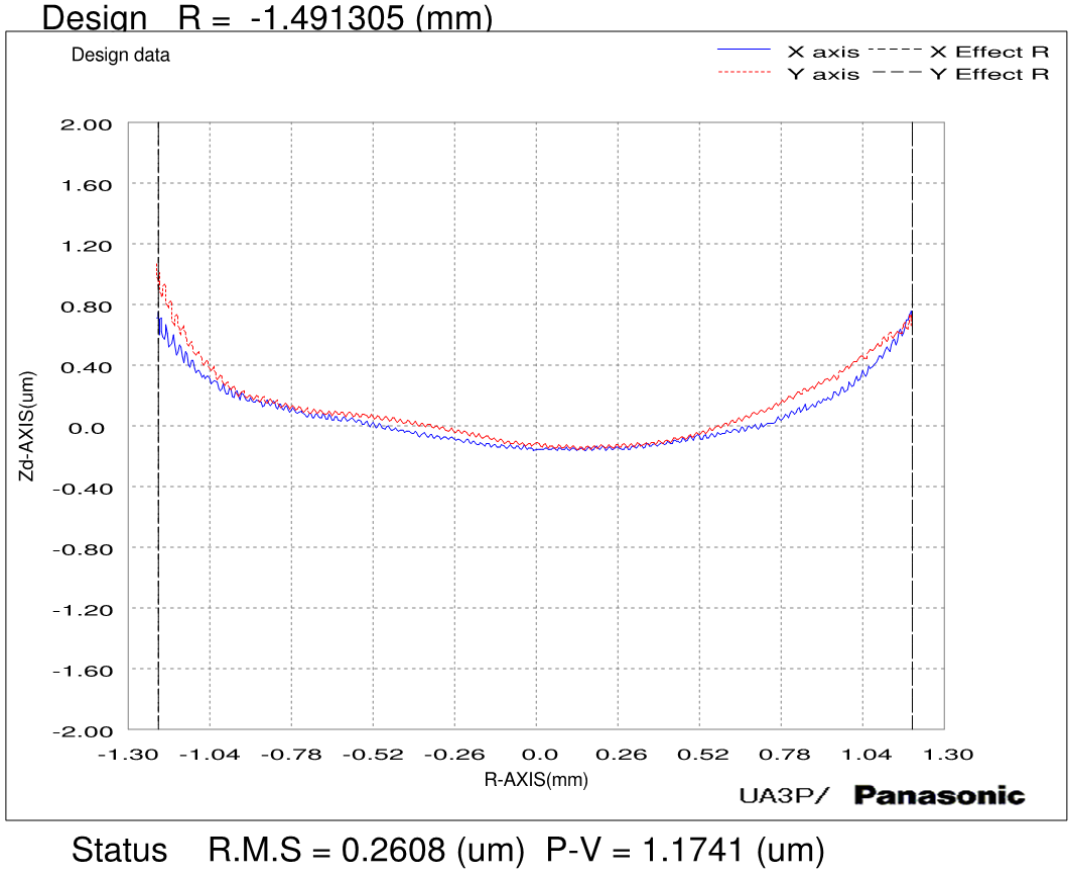 Design R = -1.491305 (mm)
Design data
X axis X Effect R
Y axis Y Effect R
2.00
1.60
1.20
0.80
0.40
0.0
-0.40
-0.80
-1.20
-1.60
-2.00
Zd-AXIS(um)
-1.30 -1.04 -0.78 -0.52 -0.26 0.0 0.26 0.52 0.78 1.04 1.30
R-AXIS(mm)
UA3P/ Panasonic
Status R.M.S = 0.2608 (um) P-V = 1.1741 (um)